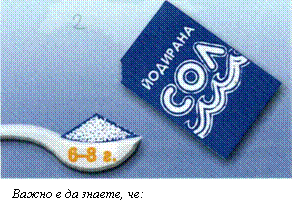 2
ЙОДИРАНА
СОЛ
6-8 г.
Важно е да знаете, че: